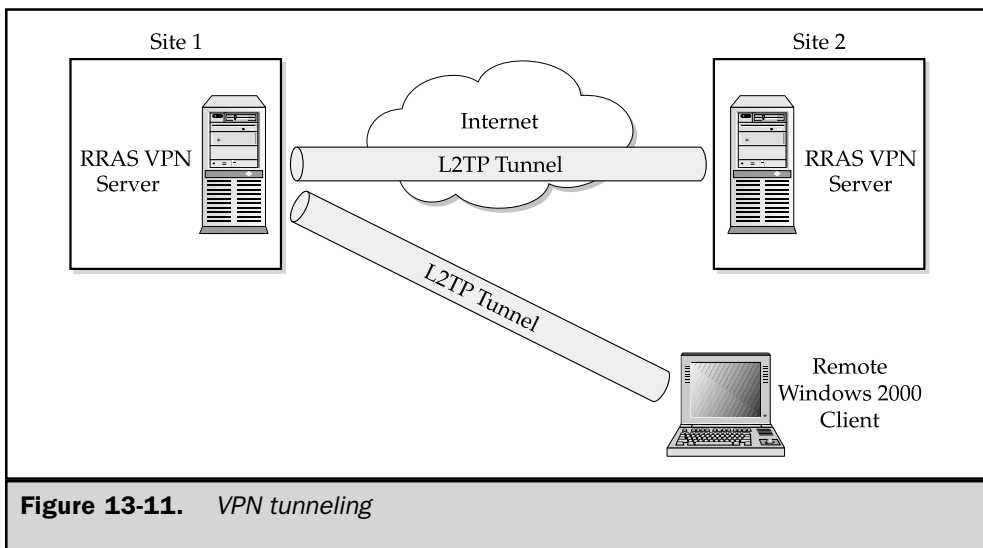 Site 1
Site 2
Internet
RRAS VPN
Server
L2TP Tunnel
RRAS VPN
Server
L2TP Tunnel
Remote
Windows 2000
Client
Figure 13-11. VPN tunneling